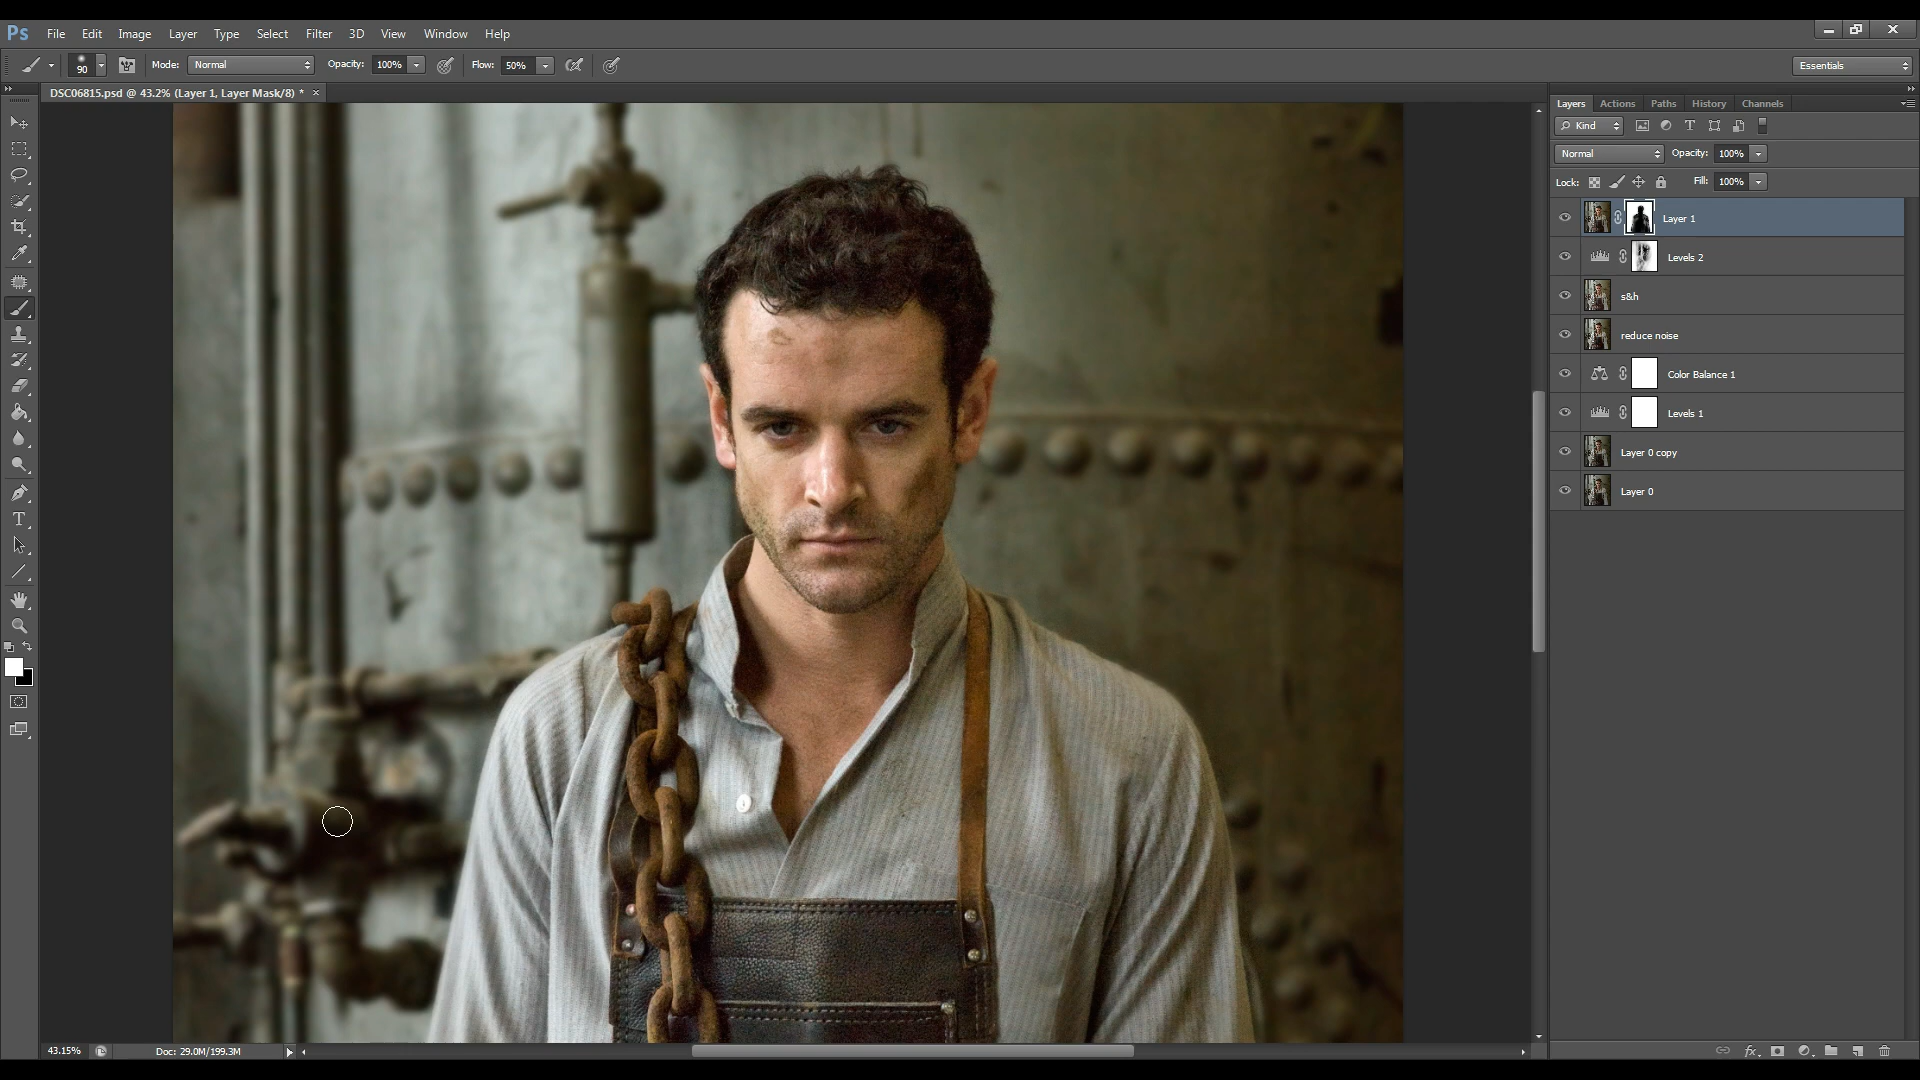 Ps File Edit Image Layer Type Select Filter 3D View Window Help
90 Mode: Normal Opacity: 100% Flow: 50% Essentials
DSC06815.psd @ 43.2% (Layer 1, Layer Mask/8) * ×
Layers Actions Paths History Channels
Kind
Normal Opacity: 100%
Lock: Fill: 100%
Layer 1
Levels 2
s&h
reduce noise
Color Balance 1
Levels 1
Layer 0 copy
Layer 0
43.15% Doc: 29.0M/199.3M
fx